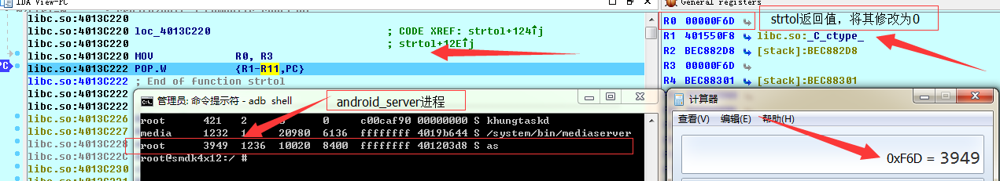 IDA View-PC
General registers
libc.so:4013C220
libc.so:4013C220 loc_4013C220 ; CODE XREF: strtol+124↑j
libc.so:4013C220 ; strtol+12E↑j
libc.so:4013C220 MOV R0, R3
libc.so:4013C222 POP.W {R1-R11,PC}
libc.so:4013C222 ; End of function strtol
libc.so:4013C222
libc.so:4013C226
libc.so:4013C227
libc.so:4013C228
libc.so:4013C22C
libc.so:4013C230
libc.so:4013C231
PC
R0 00000F6D
R1 401550F8 libc.so:_C_ctype_
R2 BEC882D8 [stack]:BEC882D8
R3 00000F6D
R4 BEC88301 [stack]:BEC88301
strtol返回值，将其修改为0
管理员: 命令提示符 - adb shell
android_server进程
root 421 2 0 c00caf90 00000000 S khungtaskd
media 1232 1 20980 6136 ffffffff 4019b644 S /system/bin/mediaserver
root 3949 1236 10020 8400 ffffffff 401203d8 S as
root@smdk4x12:/ #
计算器
查看(V) 编辑(E) 帮助(H)
0xF6D = 3949